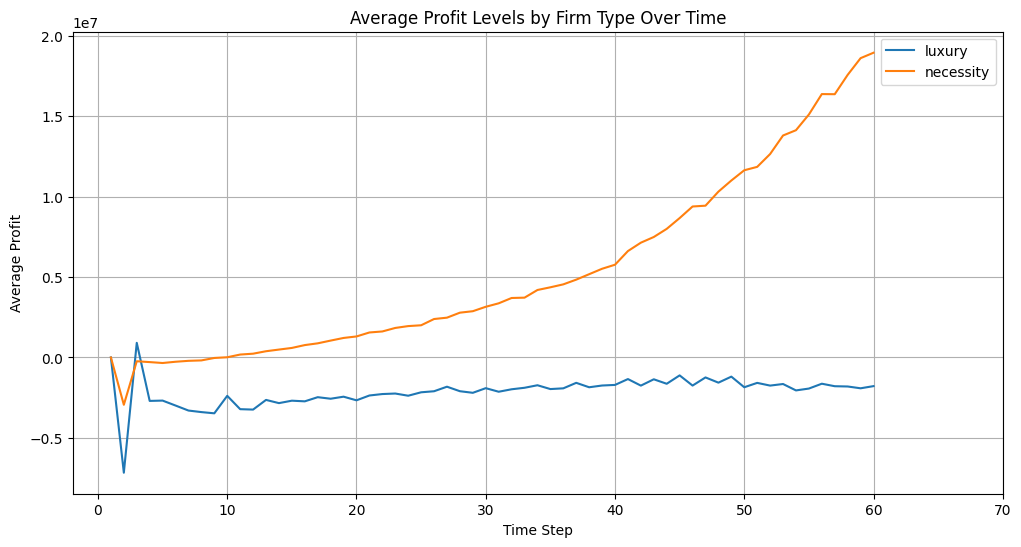 Average Profit Levels by Firm Type Over Time
1e7
2.0
1.5
1.0
0.5
0.0
−0.5
Average Profit
luxury
necessity
0 10 20 30 40 50 60 70
Time Step